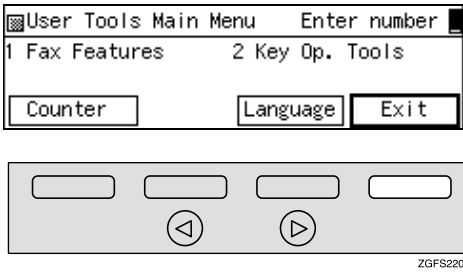 User Tools Main Menu Enter number
1 Fax Features 2 Key Op. Tools
Counter Language Exit
ZGFS220